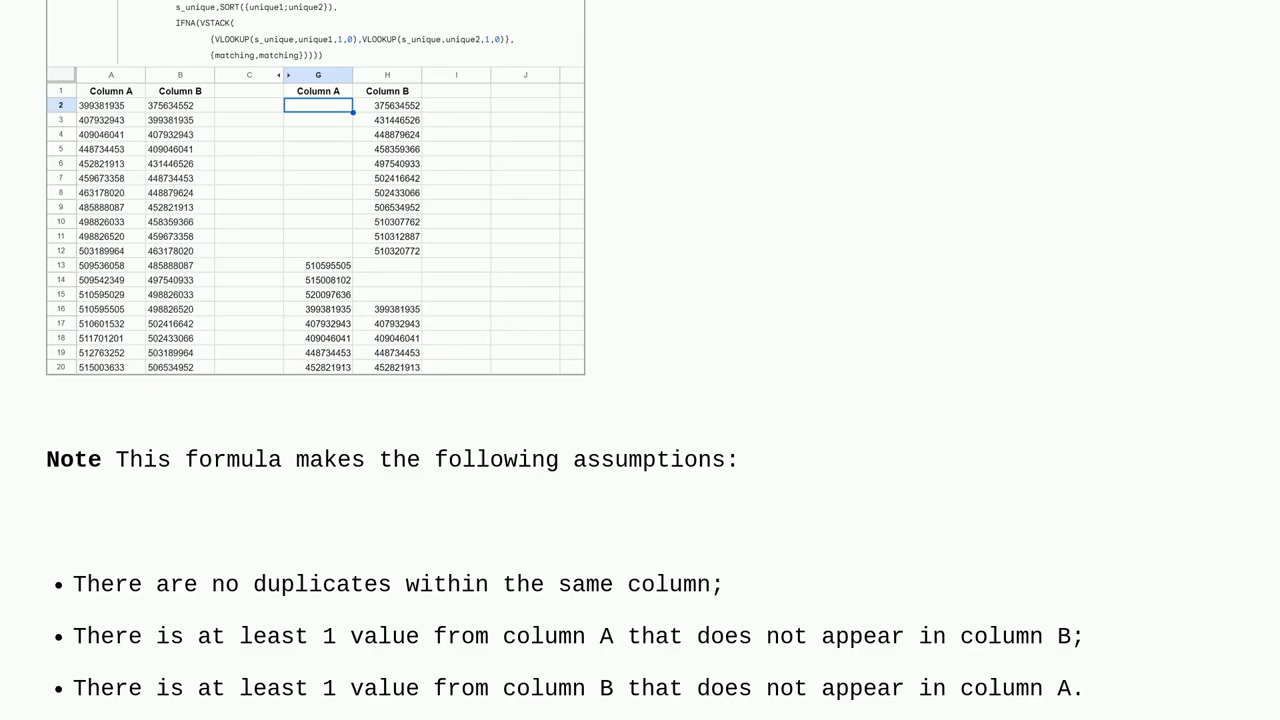 s_unique,SORT({unique1;unique2}),
IFNA(VSTACK(
{VLOOKUP(s_unique,unique1,1,0),VLOOKUP(s_unique,unique2,1,0)},
{matching,matching}))))
A B C G H I J
1 Column A Column B Column A Column B
2 399381935 375634552 375634552
3 407932943 399381935 431446526
4 409046041 407932943 448879624
5 448734453 409046041 458359366
6 452821913 431446526 497540933
7 459673358 448734453 502416642
8 463178020 448879624 502433066
9 485888087 452821913 506534952
10 498826033 458359366 510307762
11 498826520 459673358 510312887
12 503189964 463178020 510320772
13 509536058 485888087 510595505
14 509542349 497540933 515008102
15 510595029 498826033 520097636
16 510595505 498826520 399381935 399381935
17 510601532 502416642 407932943 407932943
18 511701201 502433066 409046041 409046041
19 512763252 503189964 448734453 448734453
20 515003633 506534952 452821913 452821913
Note This formula makes the following assumptions:
• There are no duplicates within the same column;
• There is at least 1 value from column A that does not appear in column B;
• There is at least 1 value from column B that does not appear in column A.